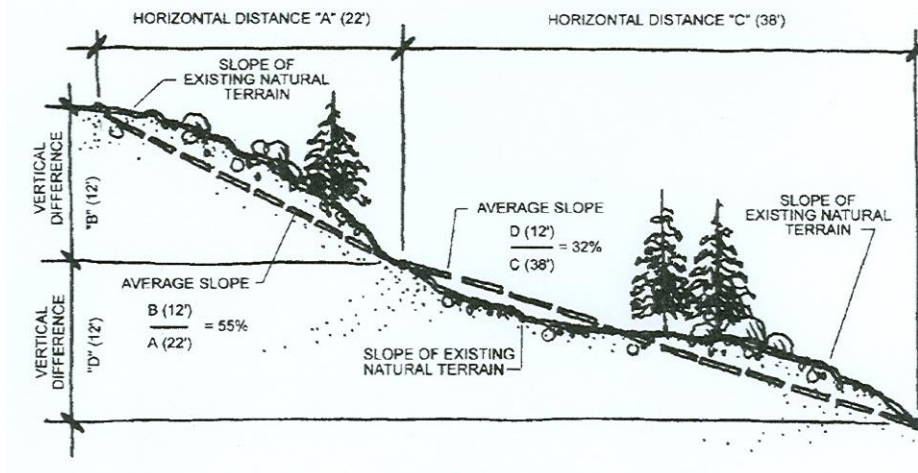 HORIZONTAL DISTANCE "A" (22')
HORIZONTAL DISTANCE "C" (38')
SLOPE OF
EXISTING NATURAL
TERRAIN
VERTICAL
DIFFERENCE
"B" (12')
AVERAGE SLOPE
D (12')
C (38')
= 32%
SLOPE OF
EXISTING NATURAL
TERRAIN
AVERAGE SLOPE
B (12')
A (22')
= 55%
VERTICAL
DIFFERENCE
"D" (12')
SLOPE OF EXISTING
NATURAL TERRAIN